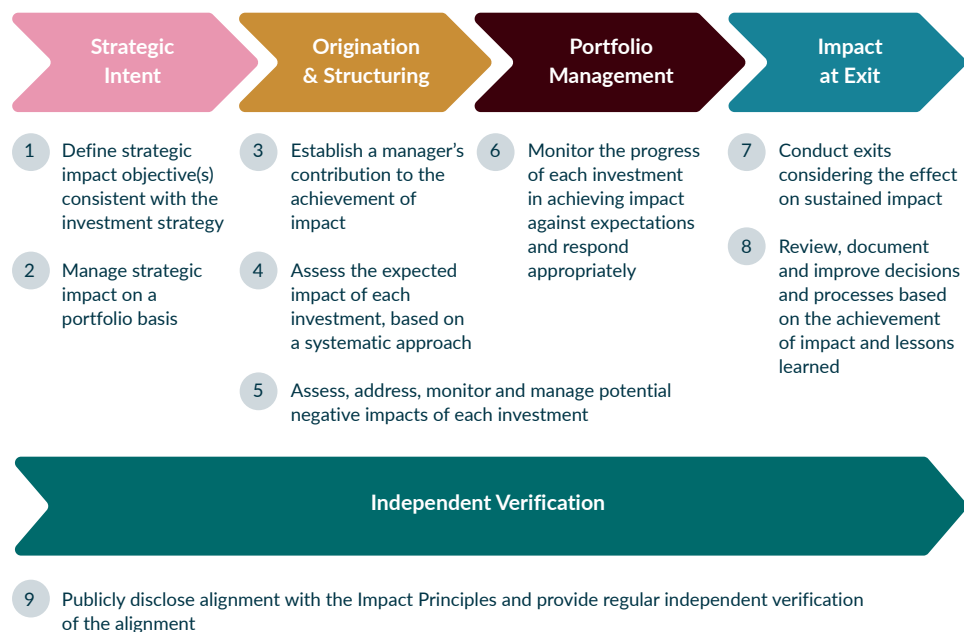 Strategic
Intent
Origination
& Structuring
Portfolio
Management
Impact
at Exit
1
Define strategic
impact objective(s)
consistent with the
investment strategy
2
Manage strategic
impact on a
portfolio basis
3
Establish a manager's
contribution to the
achievement of
impact
4
Assess the expected
impact of each
investment, based on
a systematic approach
5
Assess, address, monitor and manage potential
negative impacts of each investment
6
Monitor the progress
of each investment
in achieving impact
against expectations
and respond
appropriately
7
Conduct exits
considering the effect
on sustained impact
8
Review, document
and improve decisions
and processes based
on the achievement
of impact and lessons
learned
Independent Verification
9
Publicly disclose alignment with the Impact Principles and provide regular independent verification
of the alignment